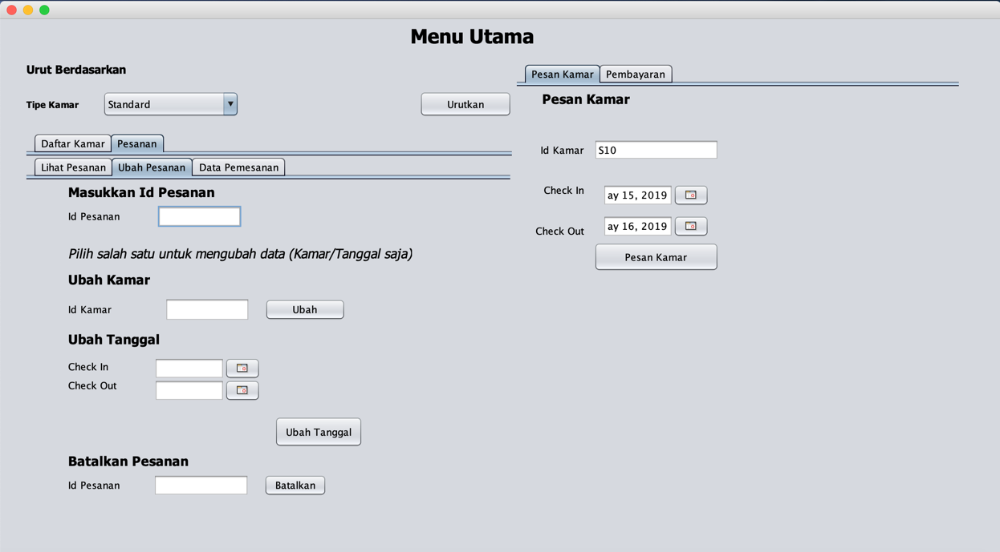 Menu Utama
Urut Berdasarkan
Tipe Kamar Standard Urutkan
Daftar Kamar Pesanan
Lihat Pesanan Ubah Pesanan Data Pemesanan
Masukkan Id Pesanan
Id Pesanan
Pilih salah satu untuk mengubah data (Kamar/Tanggal saja)
Ubah Kamar
Id Kamar Ubah
Ubah Tanggal
Check In
Check Out
Ubah Tanggal
Batalkan Pesanan
Id Pesanan Batalkan
Pesan Kamar Pembayaran
Pesan Kamar
Id Kamar S10
Check In ay 15, 2019
Check Out ay 16, 2019
Pesan Kamar